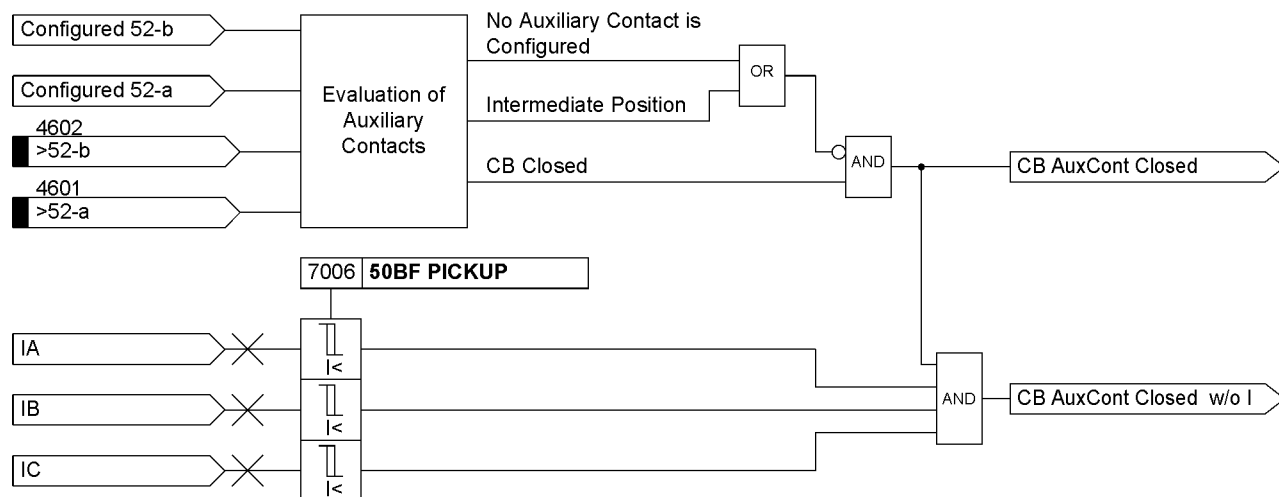 Configured 52-b
Configured 52-a
4602
>52-b
4601
>52-a
Evaluation of
Auxiliary
Contacts
No Auxiliary Contact is
Configured
Intermediate Position
CB Closed
OR
AND
CB AuxCont Closed
7006 50BF PICKUP
IA
I<
IB
I<
IC
I<
AND
CB AuxCont Closed w/o I